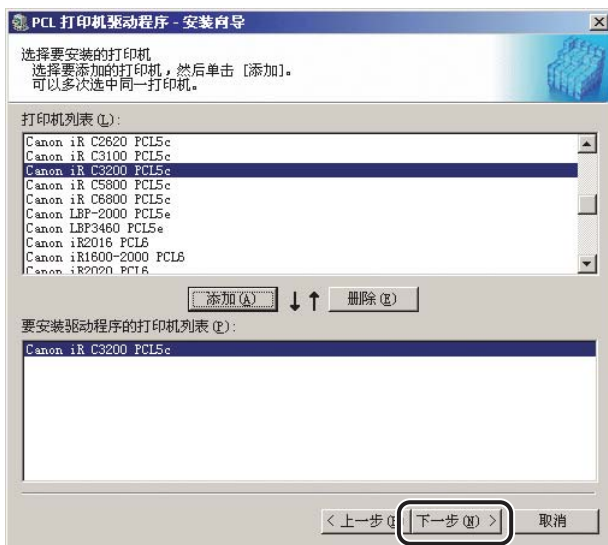 PCL 打印机驱动程序 - 安装向导
选择要安装的打印机
选择要添加的打印机，然后单击 [添加]。
可以多次选中同一打印机。
打印机列表(L):
Canon iR C2620 PCL5c
Canon iR C3100 PCL5c
Canon iR C3200 PCL5c
Canon iR C5800 PCL5c
Canon iR C6800 PCL5c
Canon LBP-2000 PCL5e
Canon LBP3460 PCL5e
Canon iR2016 PCL6
Canon iR1600-2000 PCL6
Canon iR2020 PCL6
添加(A) ↓↑ 删除(E)
要安装驱动程序的打印机列表(P):
Canon iR C3200 PCL5c
< 上一步 下一步(N) > 取消